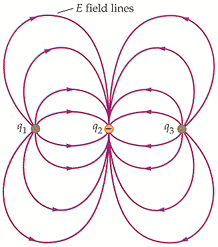 E field lines
q1 q2 − q3